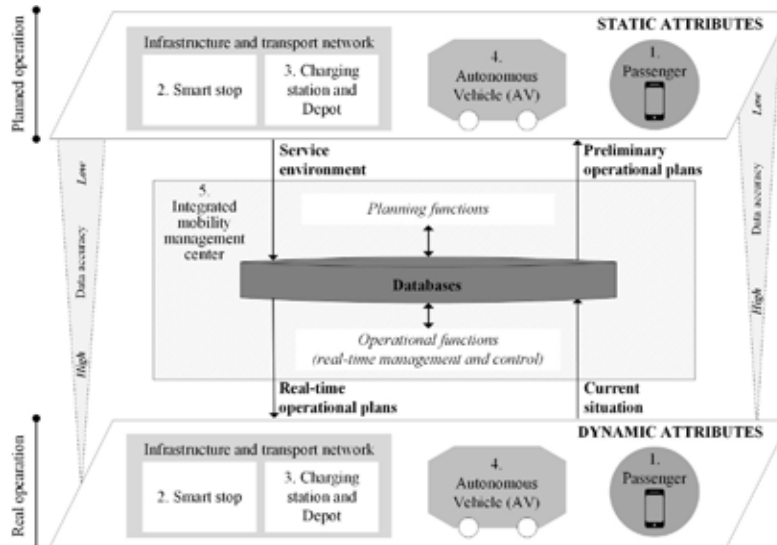 Planned operation
STATIC ATTRIBUTES
Infrastructure and transport network
2. Smart stop
3. Charging
station and
Depot
4.
Autonomous
Vehicle (AV)
1.
Passenger
Low
Data accuracy
High
Service
environment
Preliminary
operational plans
Low
Data accuracy
High
5.
Integrated
mobility
management
center
Planning functions
Databases
Operational functions
(real-time management and control)
Real-time
operational plans
Current
situation
Real opearation
DYNAMIC ATTRIBUTES
Infrastructure and transport network
2. Smart stop
3. Charging
station and
Depot
4.
Autonomous
Vehicle (AV)
1.
Passenger